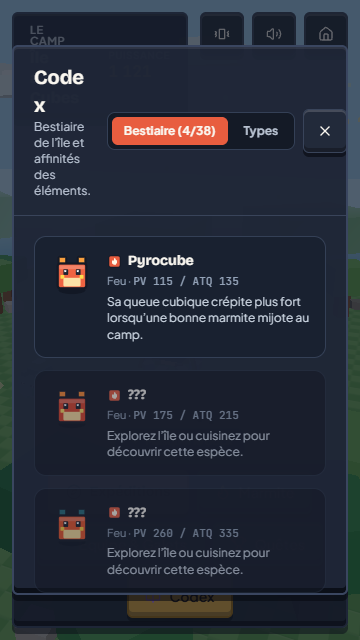 LE
CAMP
Code
x
Bestiaire
de l'île et
affinités
des
éléments.
Bestiaire (4/38)
Types
Pyrocube
Feu · PV 115 / ATQ 135
Sa queue cubique crépite plus fort
lorsqu'une bonne marmite mijote au
camp.
???
Feu · PV 175 / ATQ 215
Explorez l'île ou cuisinez pour
découvrir cette espèce.
???
Feu · PV 260 / ATQ 335
Explorez l'île ou cuisinez pour
découvrir cette espèce.
Codex